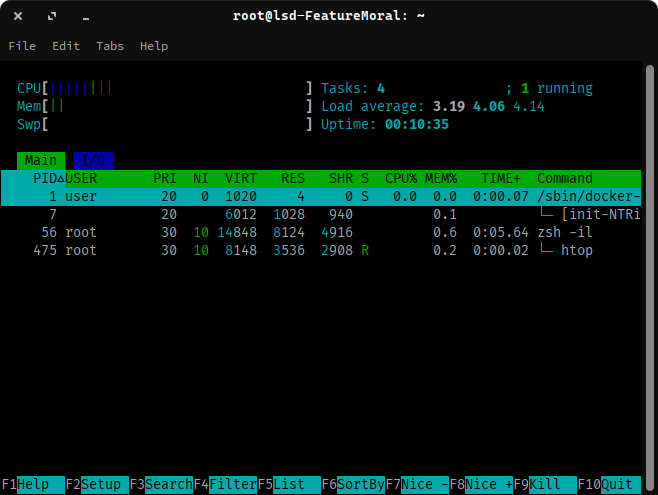 root@lsd-FeatureMoral: ~
File Edit Tabs Help
CPU[||||||||| ] Tasks: 4 ; 1 running
Mem[|| ] Load average: 3.19 4.06 4.14
Swp[ ] Uptime: 00:10:35
Main I/O
PID△USER PRI NI VIRT RES SHR S CPU% MEM% TIME+ Command
1 user 20 0 1020 4 0 S 0.0 0.0 0:00.07 /sbin/docker-
7 20 6012 1028 940 0.1 └─ [init-NTRi
56 root 30 10 14848 8124 4916 0.6 0:05.64 zsh -il
475 root 30 10 8148 3536 2908 R 0.2 0:00.02 └─ htop
F1Help F2Setup F3SearchF4FilterF5List F6SortByF7Nice -F8Nice +F9Kill F10Quit